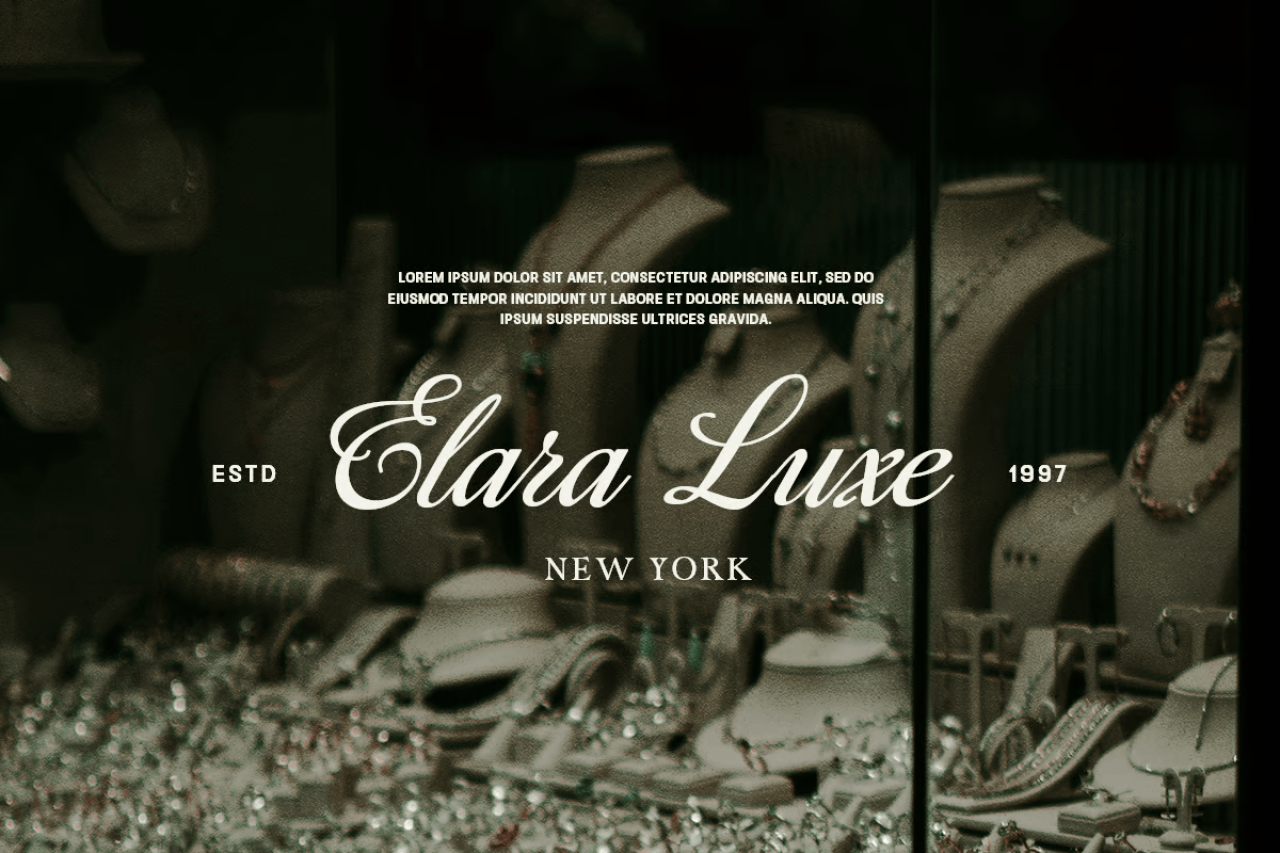 LOREM IPSUM DOLOR SIT AMET, CONSECTETUR ADIPISCING ELIT, SED DO
EIUSMOD TEMPOR INCIDIDUNT UT LABORE ET DOLORE MAGNA ALIQUA. QUIS
IPSUM SUSPENDISSE ULTRICES GRAVIDA.
ESTD Elara Luxe 1997
NEW YORK